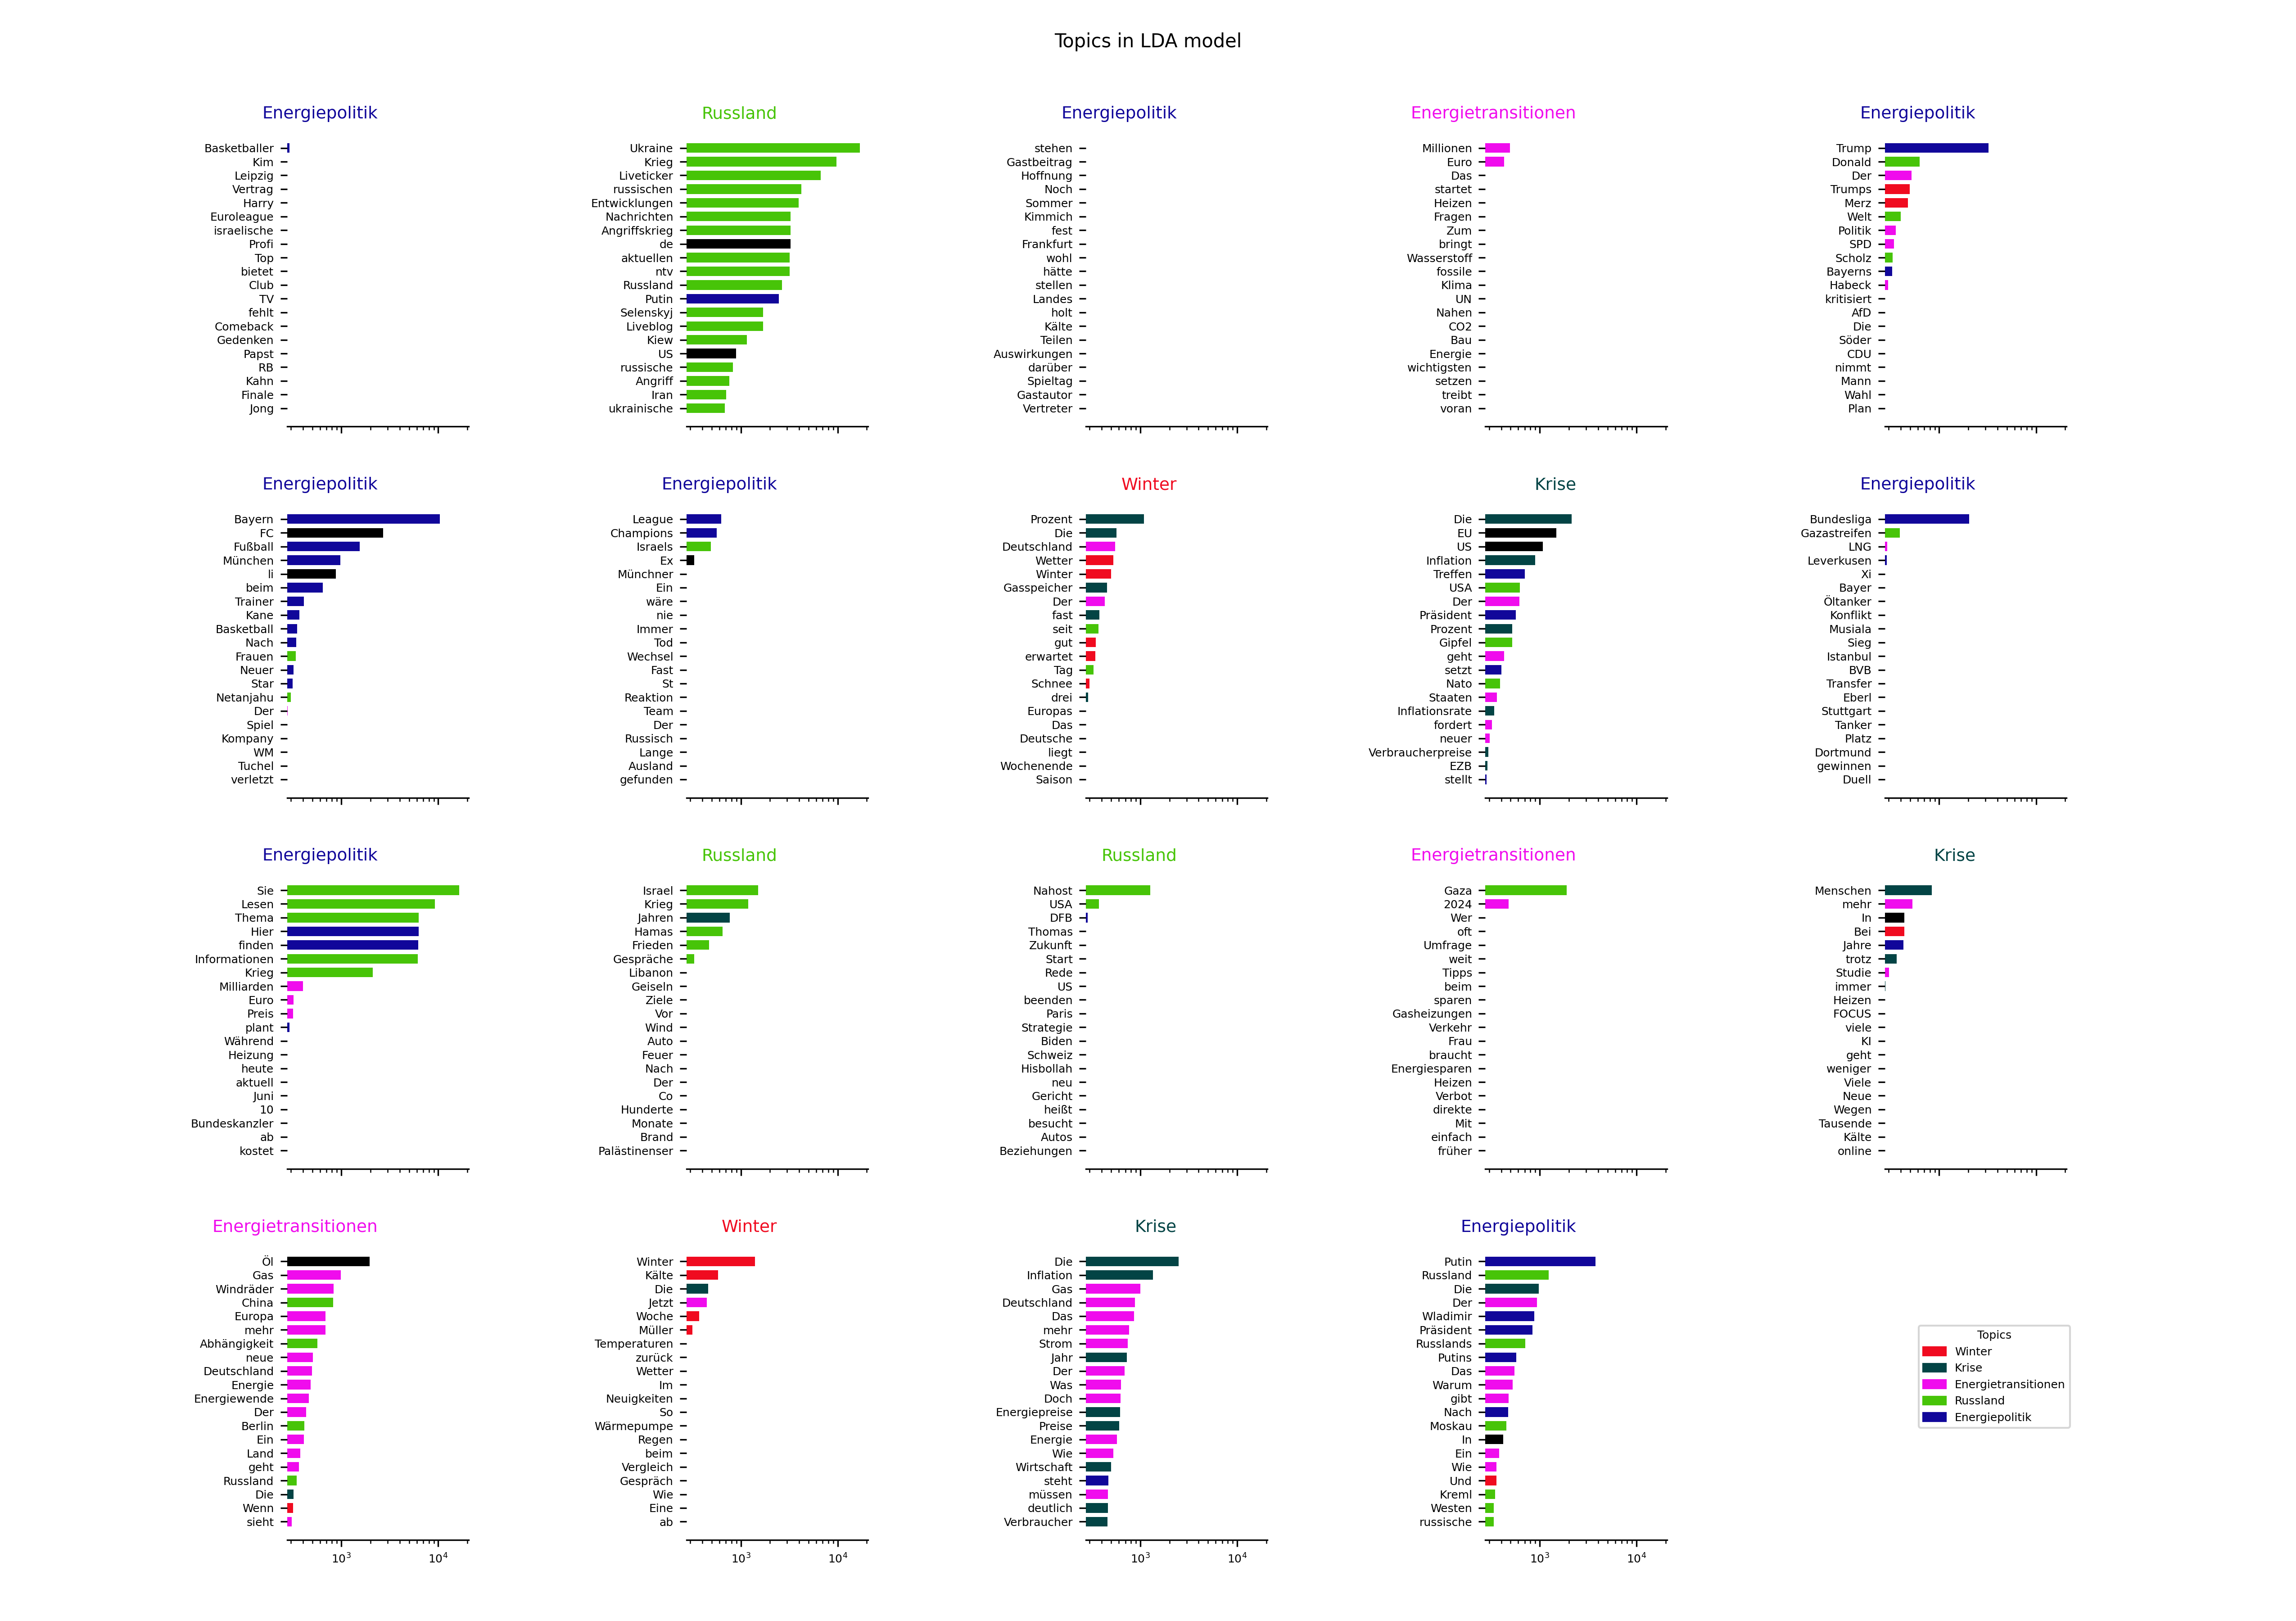 Topics in LDA model
Energiepolitik
Basketballer
Kim
Leipzig
Vertrag
Harry
Euroleague
israelische
Profi
Top
bietet
Club
TV
fehlt
Comeback
Gedenken
Papst
RB
Kahn
Finale
Jong
Russland
Ukraine
Krieg
Liveticker
russischen
Entwicklungen
Nachrichten
Angriffskrieg
de
aktuellen
ntv
Russland
Putin
Selenskyj
Liveblog
Kiew
US
russische
Angriff
Iran
ukrainische
Energiepolitik
stehen
Gastbeitrag
Hoffnung
Noch
Sommer
Kimmich
fest
Frankfurt
wohl
hätte
stellen
Landes
holt
Kälte
Teilen
Auswirkungen
darüber
Spieltag
Gastautor
Vertreter
Energietransitionen
Millionen
Euro
Das
startet
Heizen
Fragen
Zum
bringt
Wasserstoff
fossile
Klima
UN
Nahen
CO2
Bau
Energie
wichtigsten
setzen
treibt
voran
Energiepolitik
Trump
Donald
Der
Trumps
Merz
Welt
Politik
SPD
Scholz
Bayerns
Habeck
kritisiert
AfD
Die
Söder
CDU
nimmt
Mann
Wahl
Plan
Energiepolitik
Bayern
FC
Fußball
München
li
beim
Trainer
Kane
Basketball
Nach
Frauen
Neuer
Star
Netanjahu
Der
Spiel
Kompany
WM
Tuchel
verletzt
Energiepolitik
League
Champions
Israels
Ex
Münchner
Ein
wäre
nie
Immer
Tod
Wechsel
Fast
St
Reaktion
Team
Der
Russisch
Lange
Ausland
gefunden
Winter
Prozent
Die
Deutschland
Wetter
Winter
Gasspeicher
Der
fast
seit
gut
erwartet
Tag
Schnee
drei
Europas
Das
Deutsche
liegt
Wochenende
Saison
Krise
Die
EU
US
Inflation
Treffen
USA
Der
Präsident
Prozent
Gipfel
geht
setzt
Nato
Staaten
Inflationsrate
fordert
neuer
Verbraucherpreise
EZB
stellt
Energiepolitik
Bundesliga
Gazastreifen
LNG
Leverkusen
Xi
Bayer
Öltanker
Konflikt
Musiala
Sieg
Istanbul
BVB
Transfer
Eberl
Stuttgart
Tanker
Platz
Dortmund
gewinnen
Duell
Energiepolitik
Sie
Lesen
Thema
Hier
finden
Informationen
Krieg
Milliarden
Euro
Preis
plant
Während
Heizung
heute
aktuell
Juni
10
Bundeskanzler
ab
kostet
Russland
Israel
Krieg
Jahren
Hamas
Frieden
Gespräche
Libanon
Geiseln
Ziele
Vor
Wind
Auto
Feuer
Nach
Der
Co
Hunderte
Monate
Brand
Palästinenser
Russland
Nahost
USA
DFB
Thomas
Zukunft
Start
Rede
US
beenden
Paris
Strategie
Biden
Schweiz
Hisbollah
neu
Gericht
heißt
besucht
Autos
Beziehungen
Energietransitionen
Gaza
2024
Wer
oft
Umfrage
weit
Tipps
beim
sparen
Gasheizungen
Verkehr
Frau
braucht
Energiesparen
Heizen
Verbot
direkte
Mit
einfach
früher
Krise
Menschen
mehr
In
Bei
Jahre
trotz
Studie
immer
Heizen
FOCUS
viele
KI
geht
weniger
Viele
Neue
Wegen
Tausende
Kälte
online
Energietransitionen
Öl
Gas
Windräder
China
Europa
mehr
Abhängigkeit
neue
Deutschland
Energie
Energiewende
Der
Berlin
Ein
Land
geht
Russland
Die
Wenn
sieht
10³ 10⁴
Winter
Winter
Kälte
Die
Jetzt
Woche
Müller
Temperaturen
zurück
Wetter
Im
Neuigkeiten
So
Wärmepumpe
Regen
beim
Vergleich
Gespräch
Wie
Eine
ab
10³ 10⁴
Krise
Die
Inflation
Gas
Deutschland
Das
mehr
Strom
Jahr
Der
Was
Doch
Energiepreise
Preise
Energie
Wie
Wirtschaft
steht
müssen
deutlich
Verbraucher
10³ 10⁴
Energiepolitik
Putin
Russland
Die
Der
Wladimir
Präsident
Russlands
Putins
Das
Warum
gibt
Nach
Moskau
In
Ein
Wie
Und
Kreml
Westen
russische
10³ 10⁴
Topics
Winter
Krise
Energietransitionen
Russland
Energiepolitik